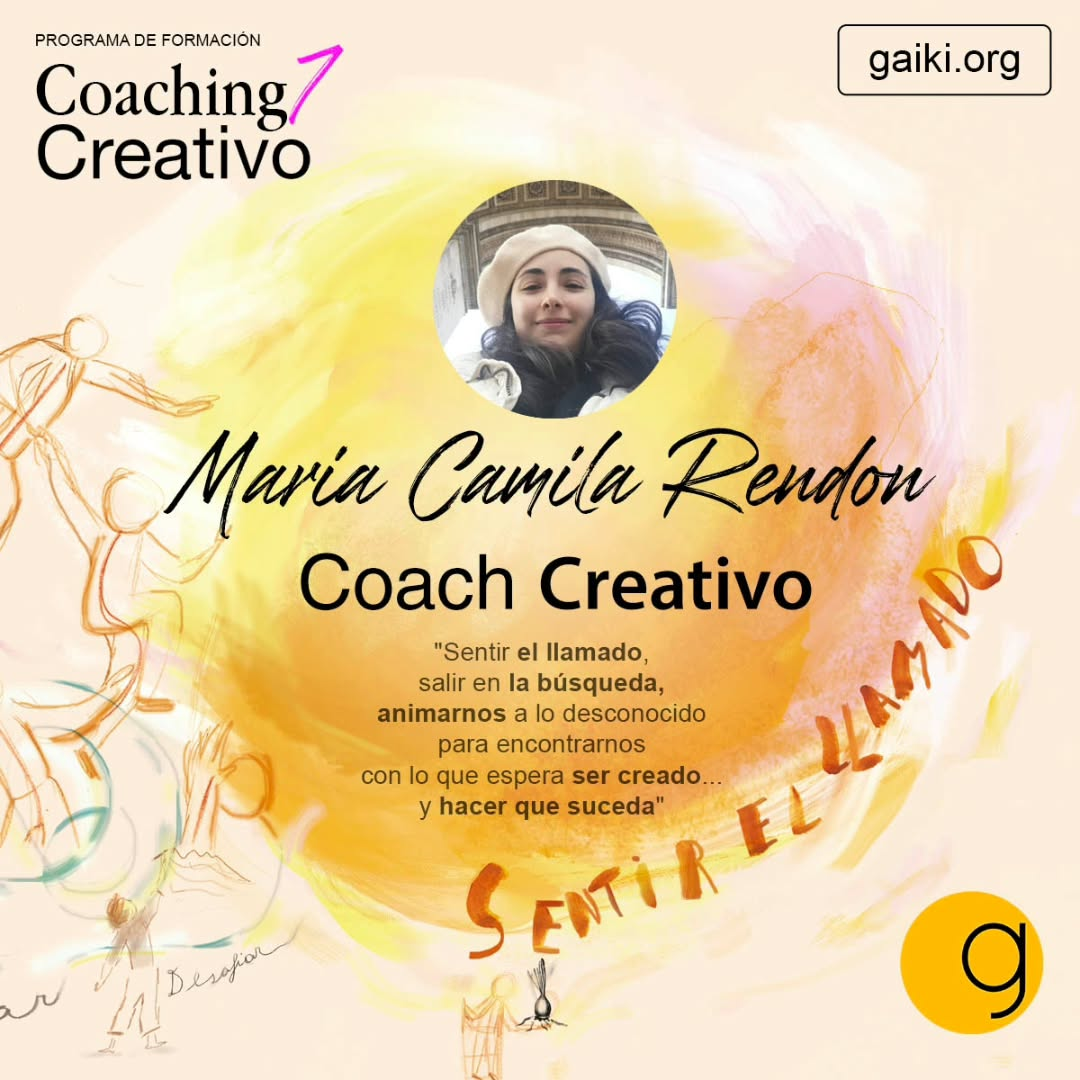 PROGRAMA DE FORMACIÓN
Coaching 7
Creativo
gaiki.org
Maria Camila Rendon
Coach Creativo
"Sentir el llamado,
salir en la búsqueda,
animarnos a lo desconocido
para encontrarnos
con lo que espera ser creado...
y hacer que suceda"
SENTIR EL LLAMADO
Desafiar
g